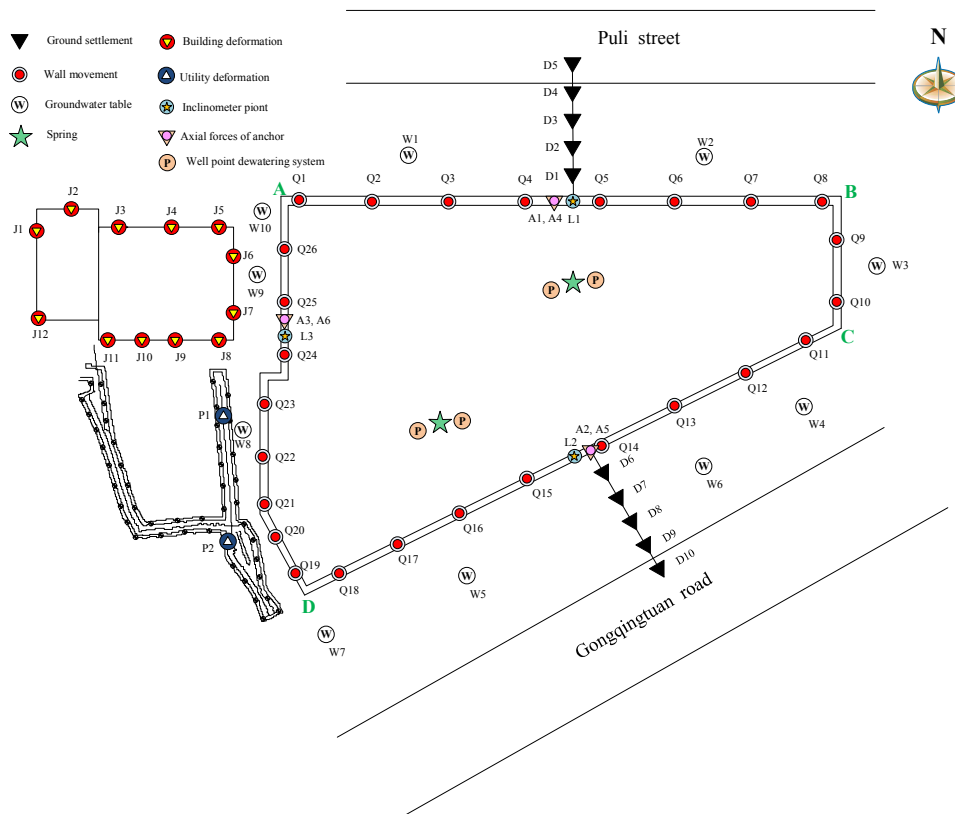 Puli street
N
Ground settlement
Building deformation
Wall movement
Utility deformation
W
Groundwater table
Inclinometer piont
Spring
Axial forces of anchor
P
Well point dewatering system
D5
D4
D3
D2
D1
W1
W
W2
W
A
Q1
Q2
Q3
Q4
Q5
Q6
Q7
Q8
B
A1, A4
L1
J2
J1
J3
J4
J5
J6
J7
J8
J9
J10
J11
J12
W
W10
W
W9
Q26
Q25
A3, A6
L3
Q24
Q9
W
W3
Q10
C
P
P
Q11
Q12
Q13
W
W4
P1
W
W8
Q23
Q22
Q21
Q20
Q19
P2
P
P
A2, A5
L2
Q14
Q15
Q16
Q17
Q18
D
D6
D7
D8
D9
D10
W
W6
W
W5
W
W7
Gongqingtuan road